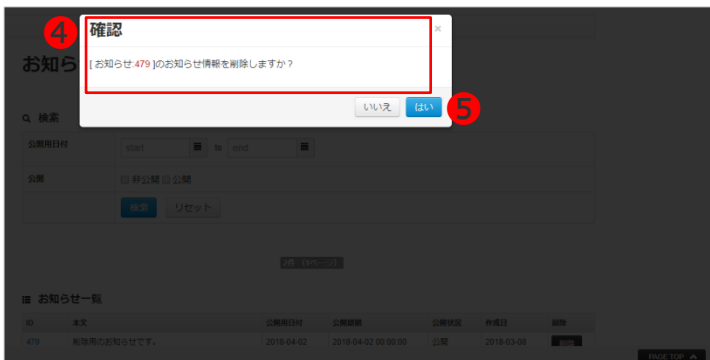 4
確認
×
お知ら
[ お知らせ:479 ]のお知らせ情報を削除しますか？
いいえ はい 5
検索
公開用日付 start to end
公開 非公開 公開
検索 リセット
お知らせ一覧
ID 本文 公開用日付 公開期間 公開状況 作成日 削除
479 削除用のお知らせです。 2018-04-02 2018-04-02 00:00:00 公開 2018-03-08 削除
PAGE TOP